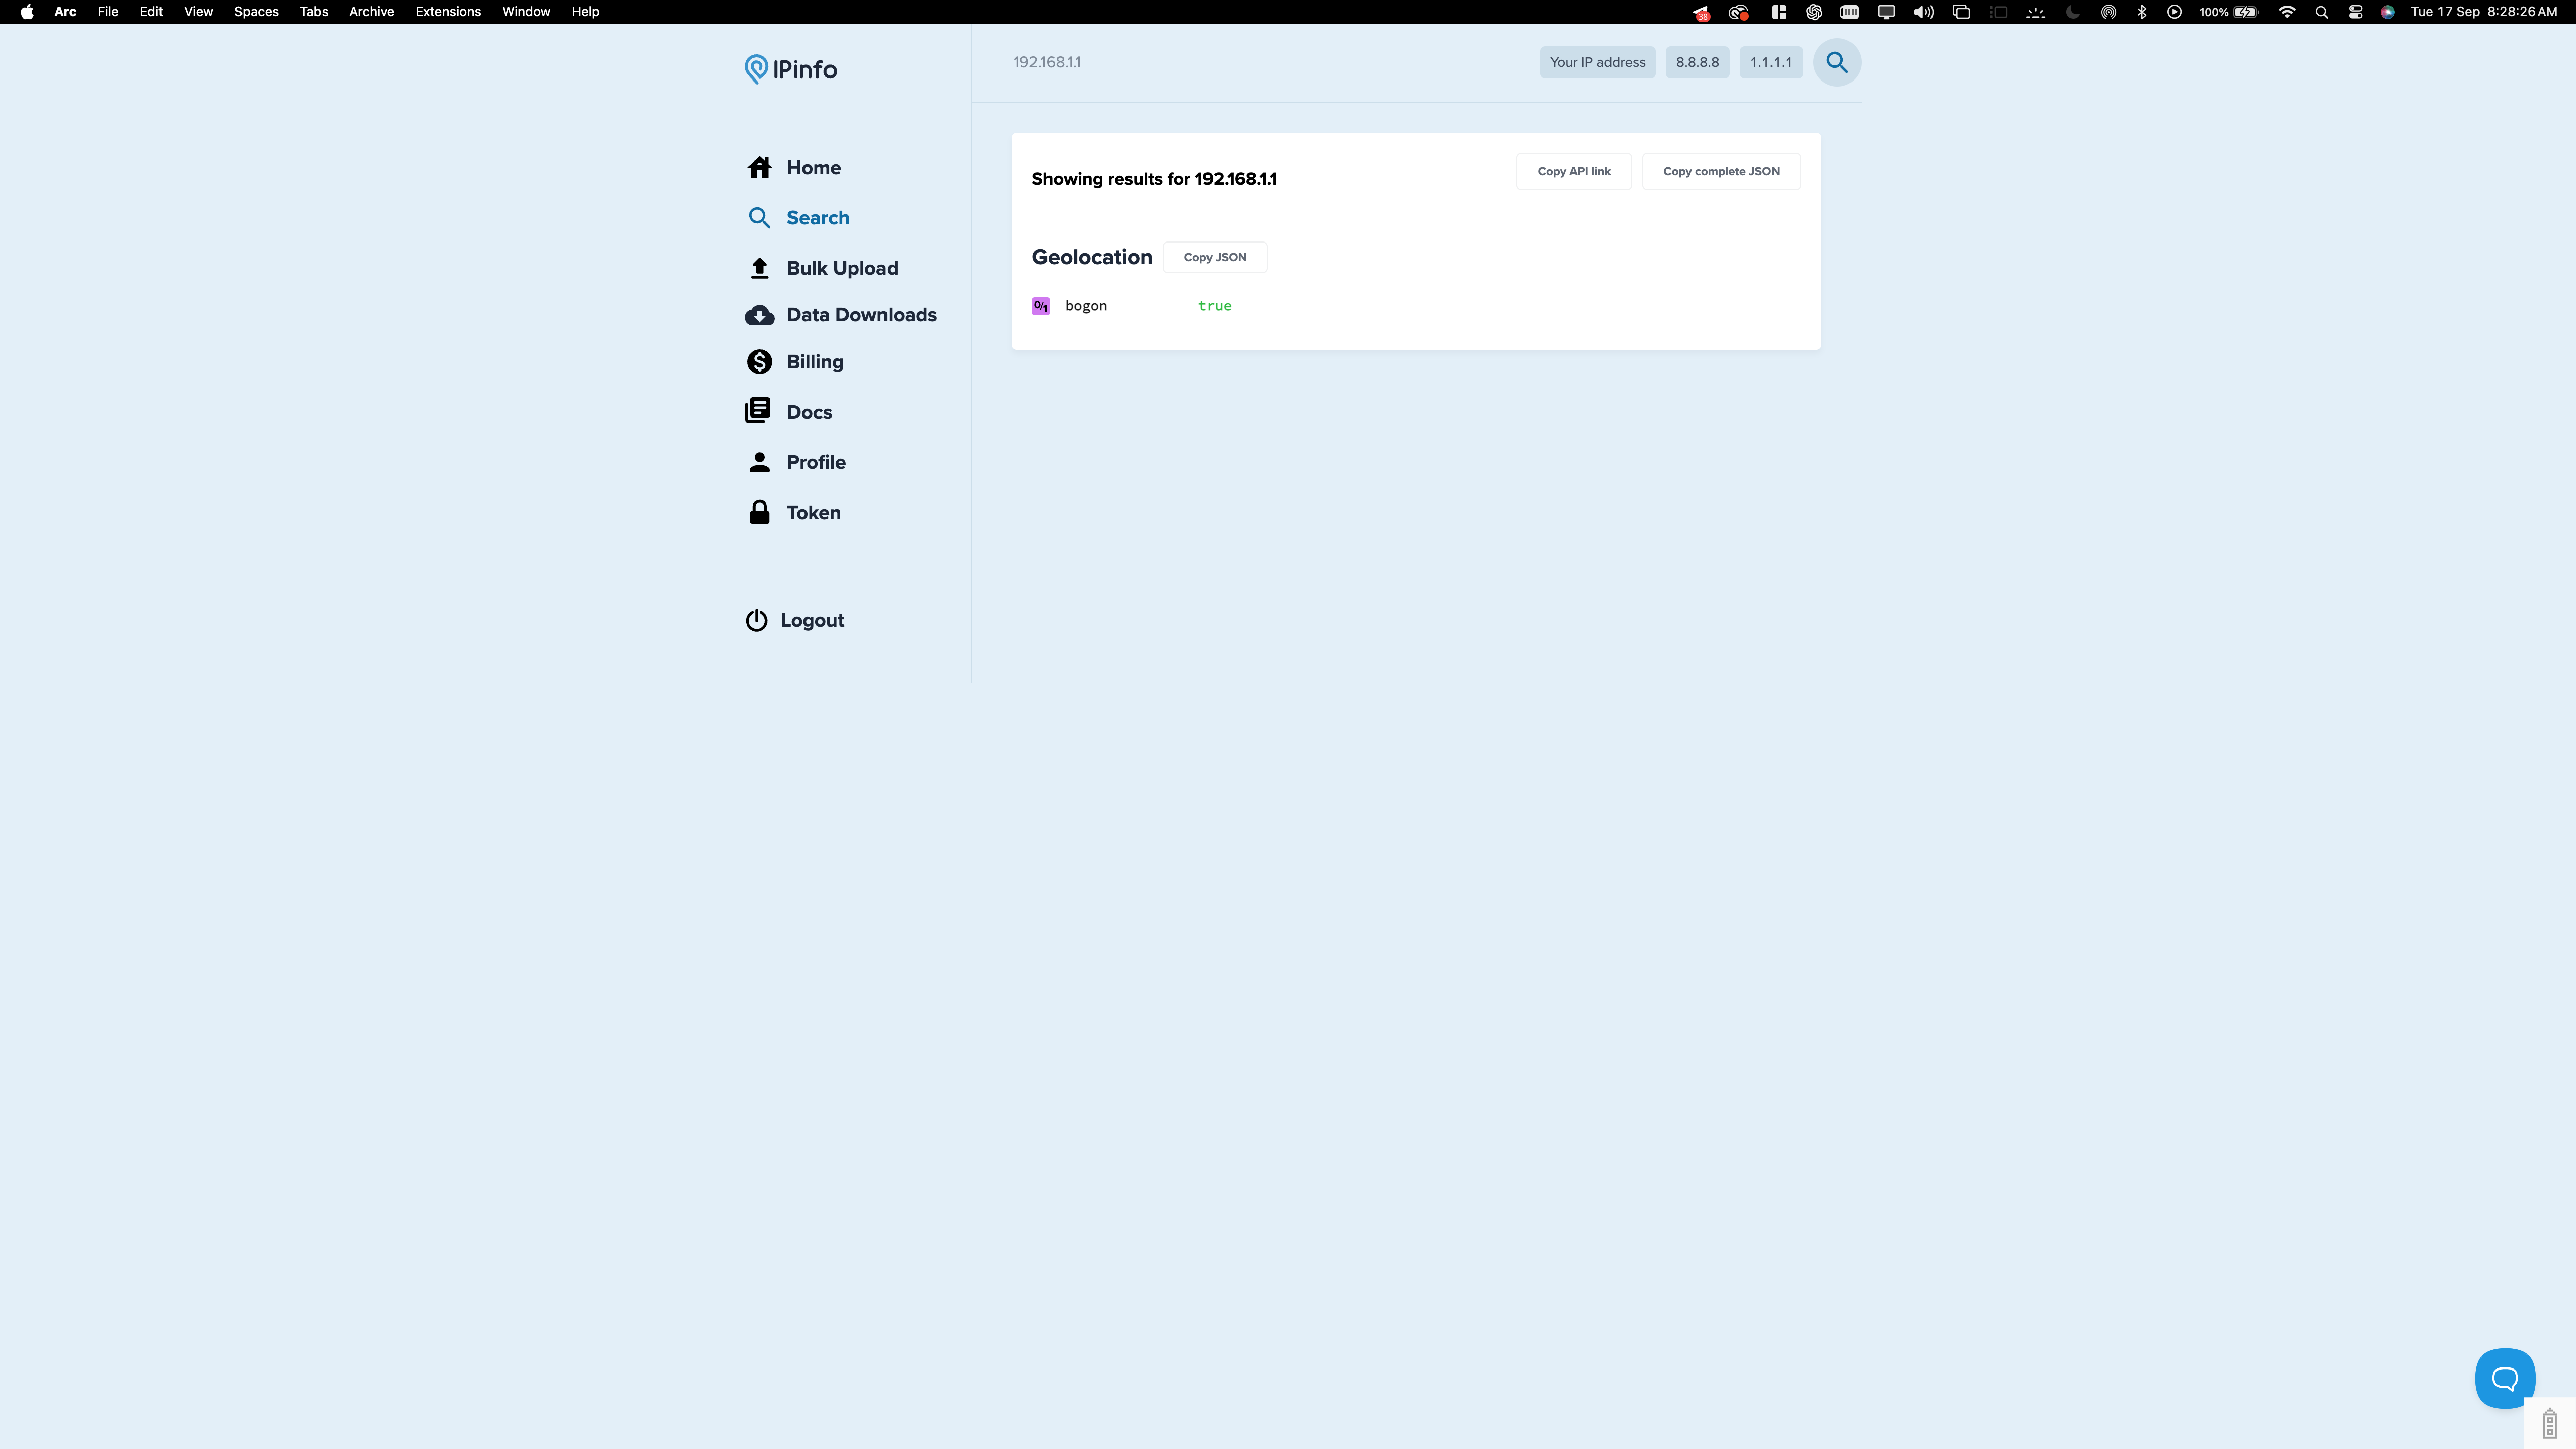 Arc File Edit View Spaces Tabs Archive Extensions Window Help 38 100% Tue 17 Sep 8:28:26 AM
IPinfo
192.168.1.1 Your IP address 8.8.8.8 1.1.1.1
Home
Search
Bulk Upload
Data Downloads
Billing
Docs
Profile
Token
Logout
Showing results for 192.168.1.1 Copy API link Copy complete JSON
Geolocation Copy JSON
0/1 bogon true